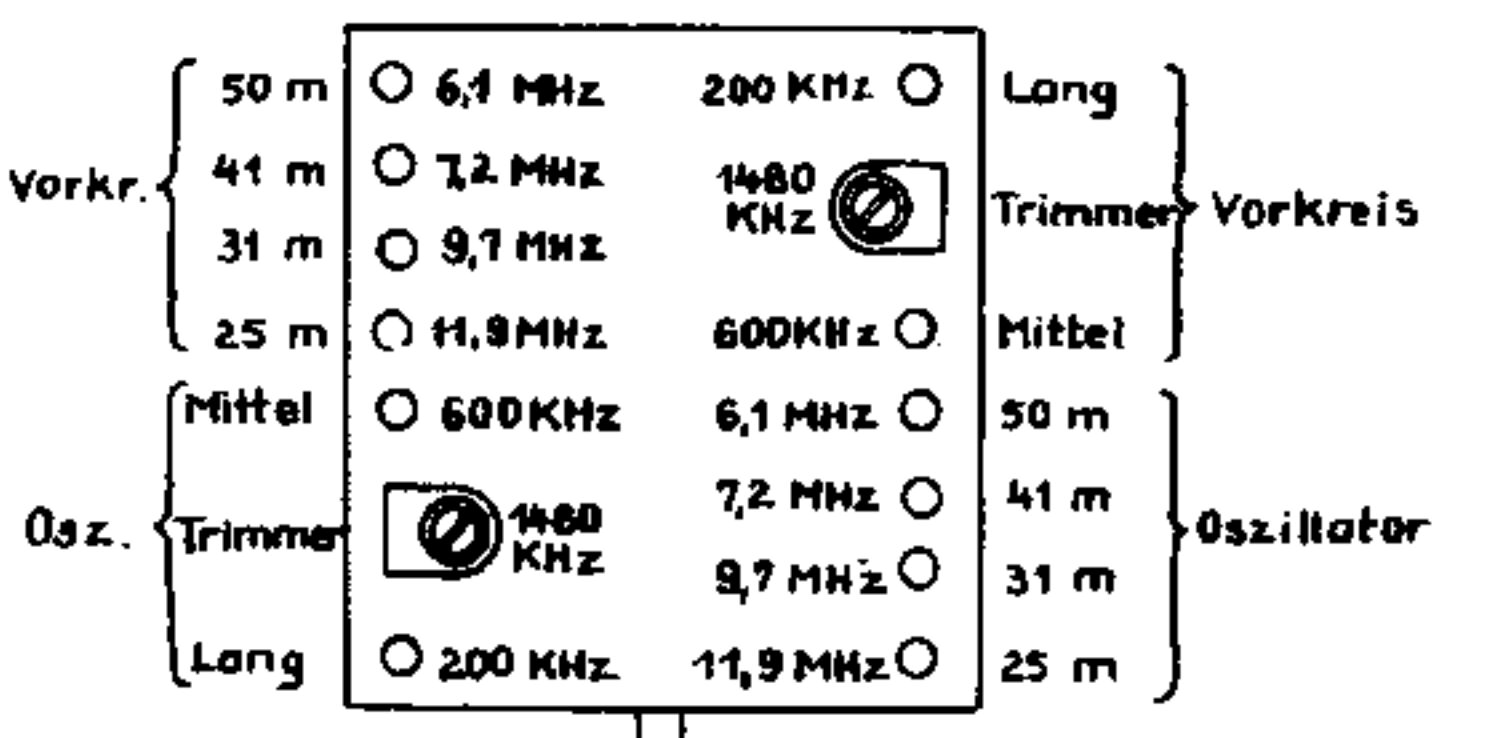 50 m 6,1 MHz 200 KHz Lang
41 m 7,2 MHz 1480 KHz Trimmer
Vorkr. Vorkreis
31 m 9,7 MHz
25 m 11,9 MHz 600 KHz Mittel
Mittel 600 KHz 6,1 MHz 50 m
7,2 MHz 41 m
Osz. Trimmer 1480 KHz Oszillator
9,7 MHz 31 m
Lang 200 KHz 11,9 MHz 25 m